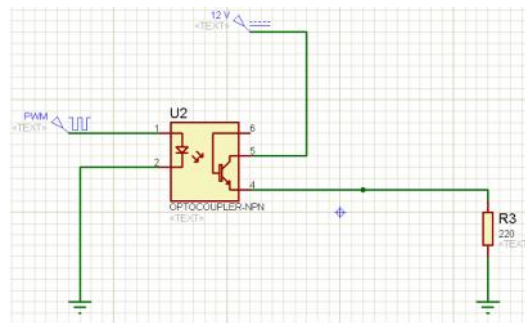 12 V
<TEXT>
PWM
<TEXT>
U2
1
6
5
2
4
OPTOCOUPLER-NPN
<TEXT>
R3
220
<TEXT>